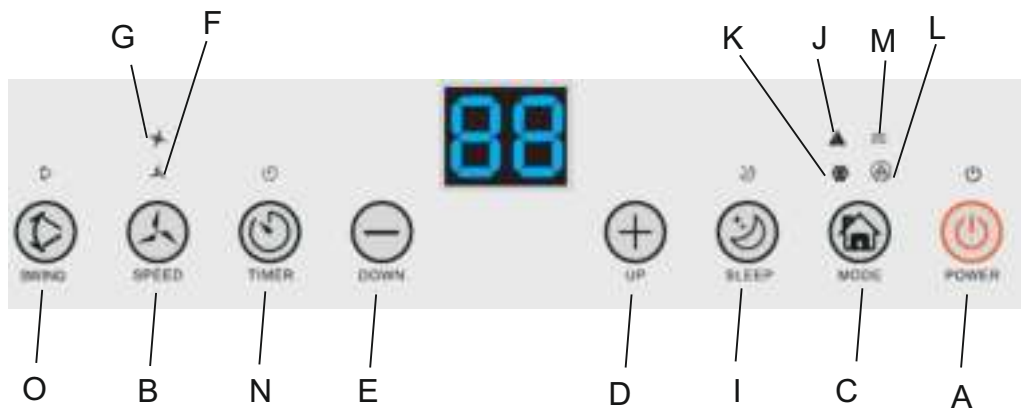 G F K J M L
88
SWING SPEED TIMER DOWN UP SLEEP MODE POWER
O B N E D I C A